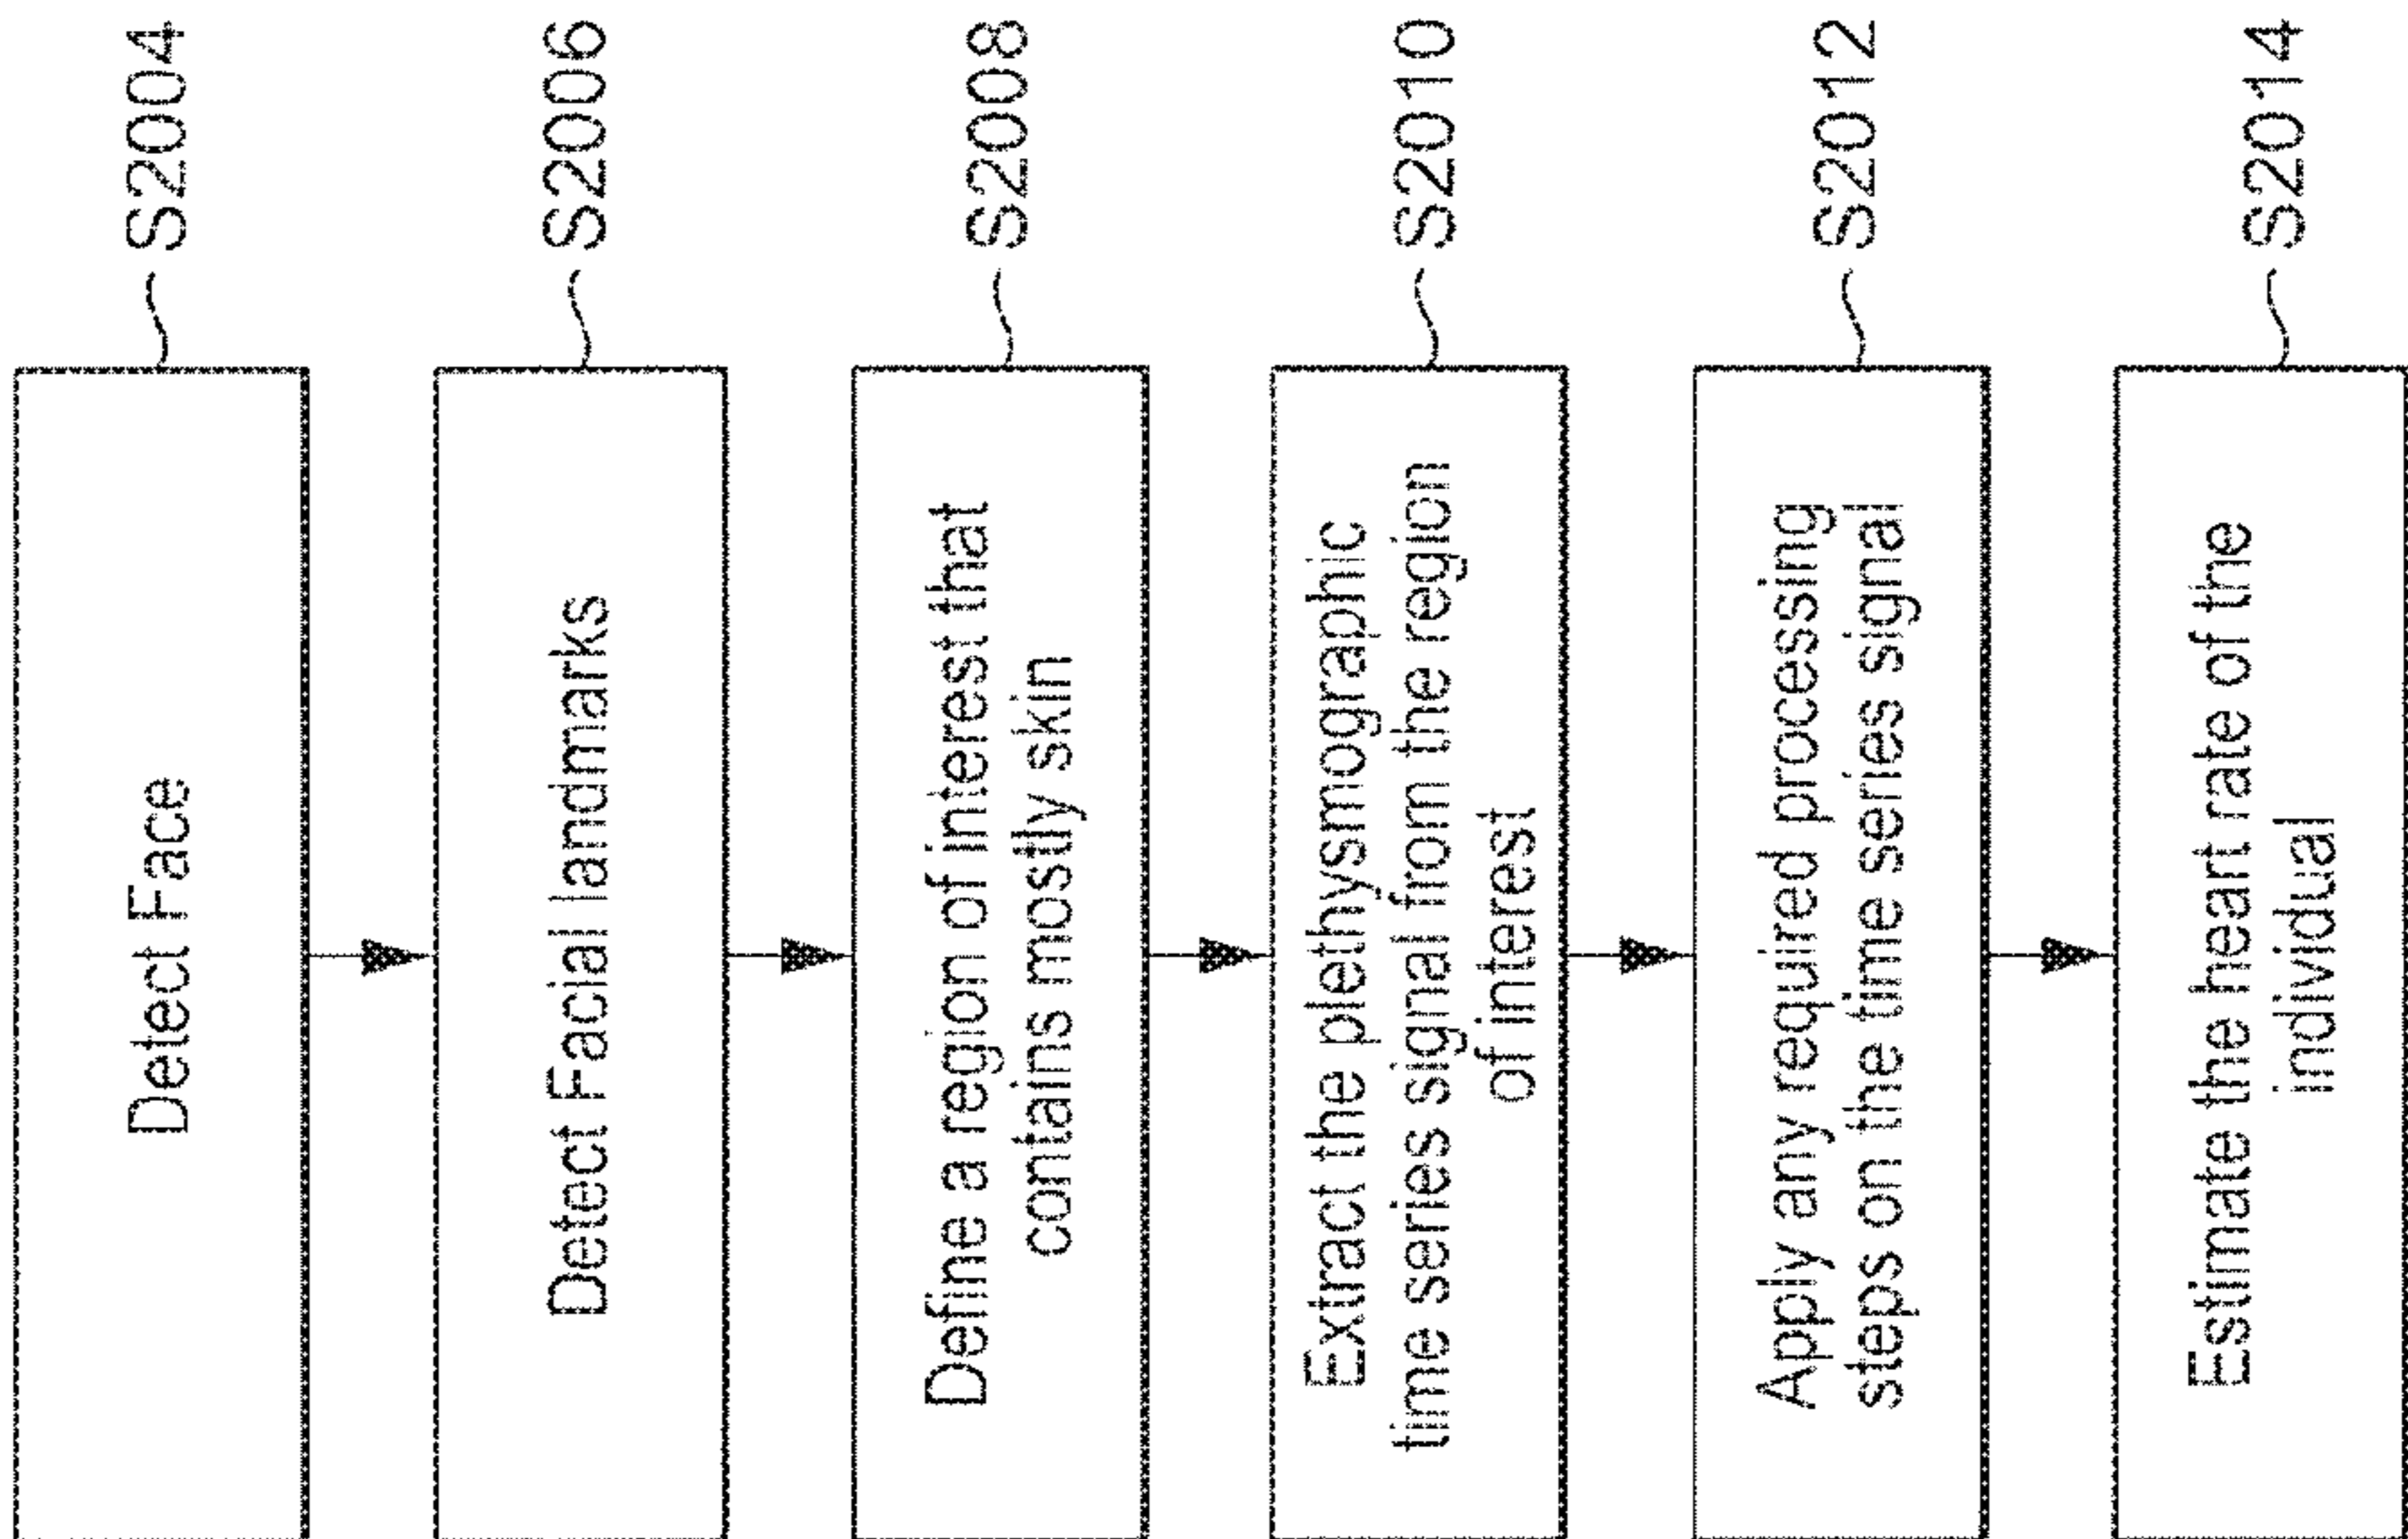 Detect Face
S2004
Detect Facial landmarks
S2006
Define a region of interest that
contains mostly skin
S2008
Extract the plethysmographic
time series signal from the region
of interest
S2010
Apply any required processing
steps on the time series signal
S2012
Estimate the heart rate of the
individual
S2014